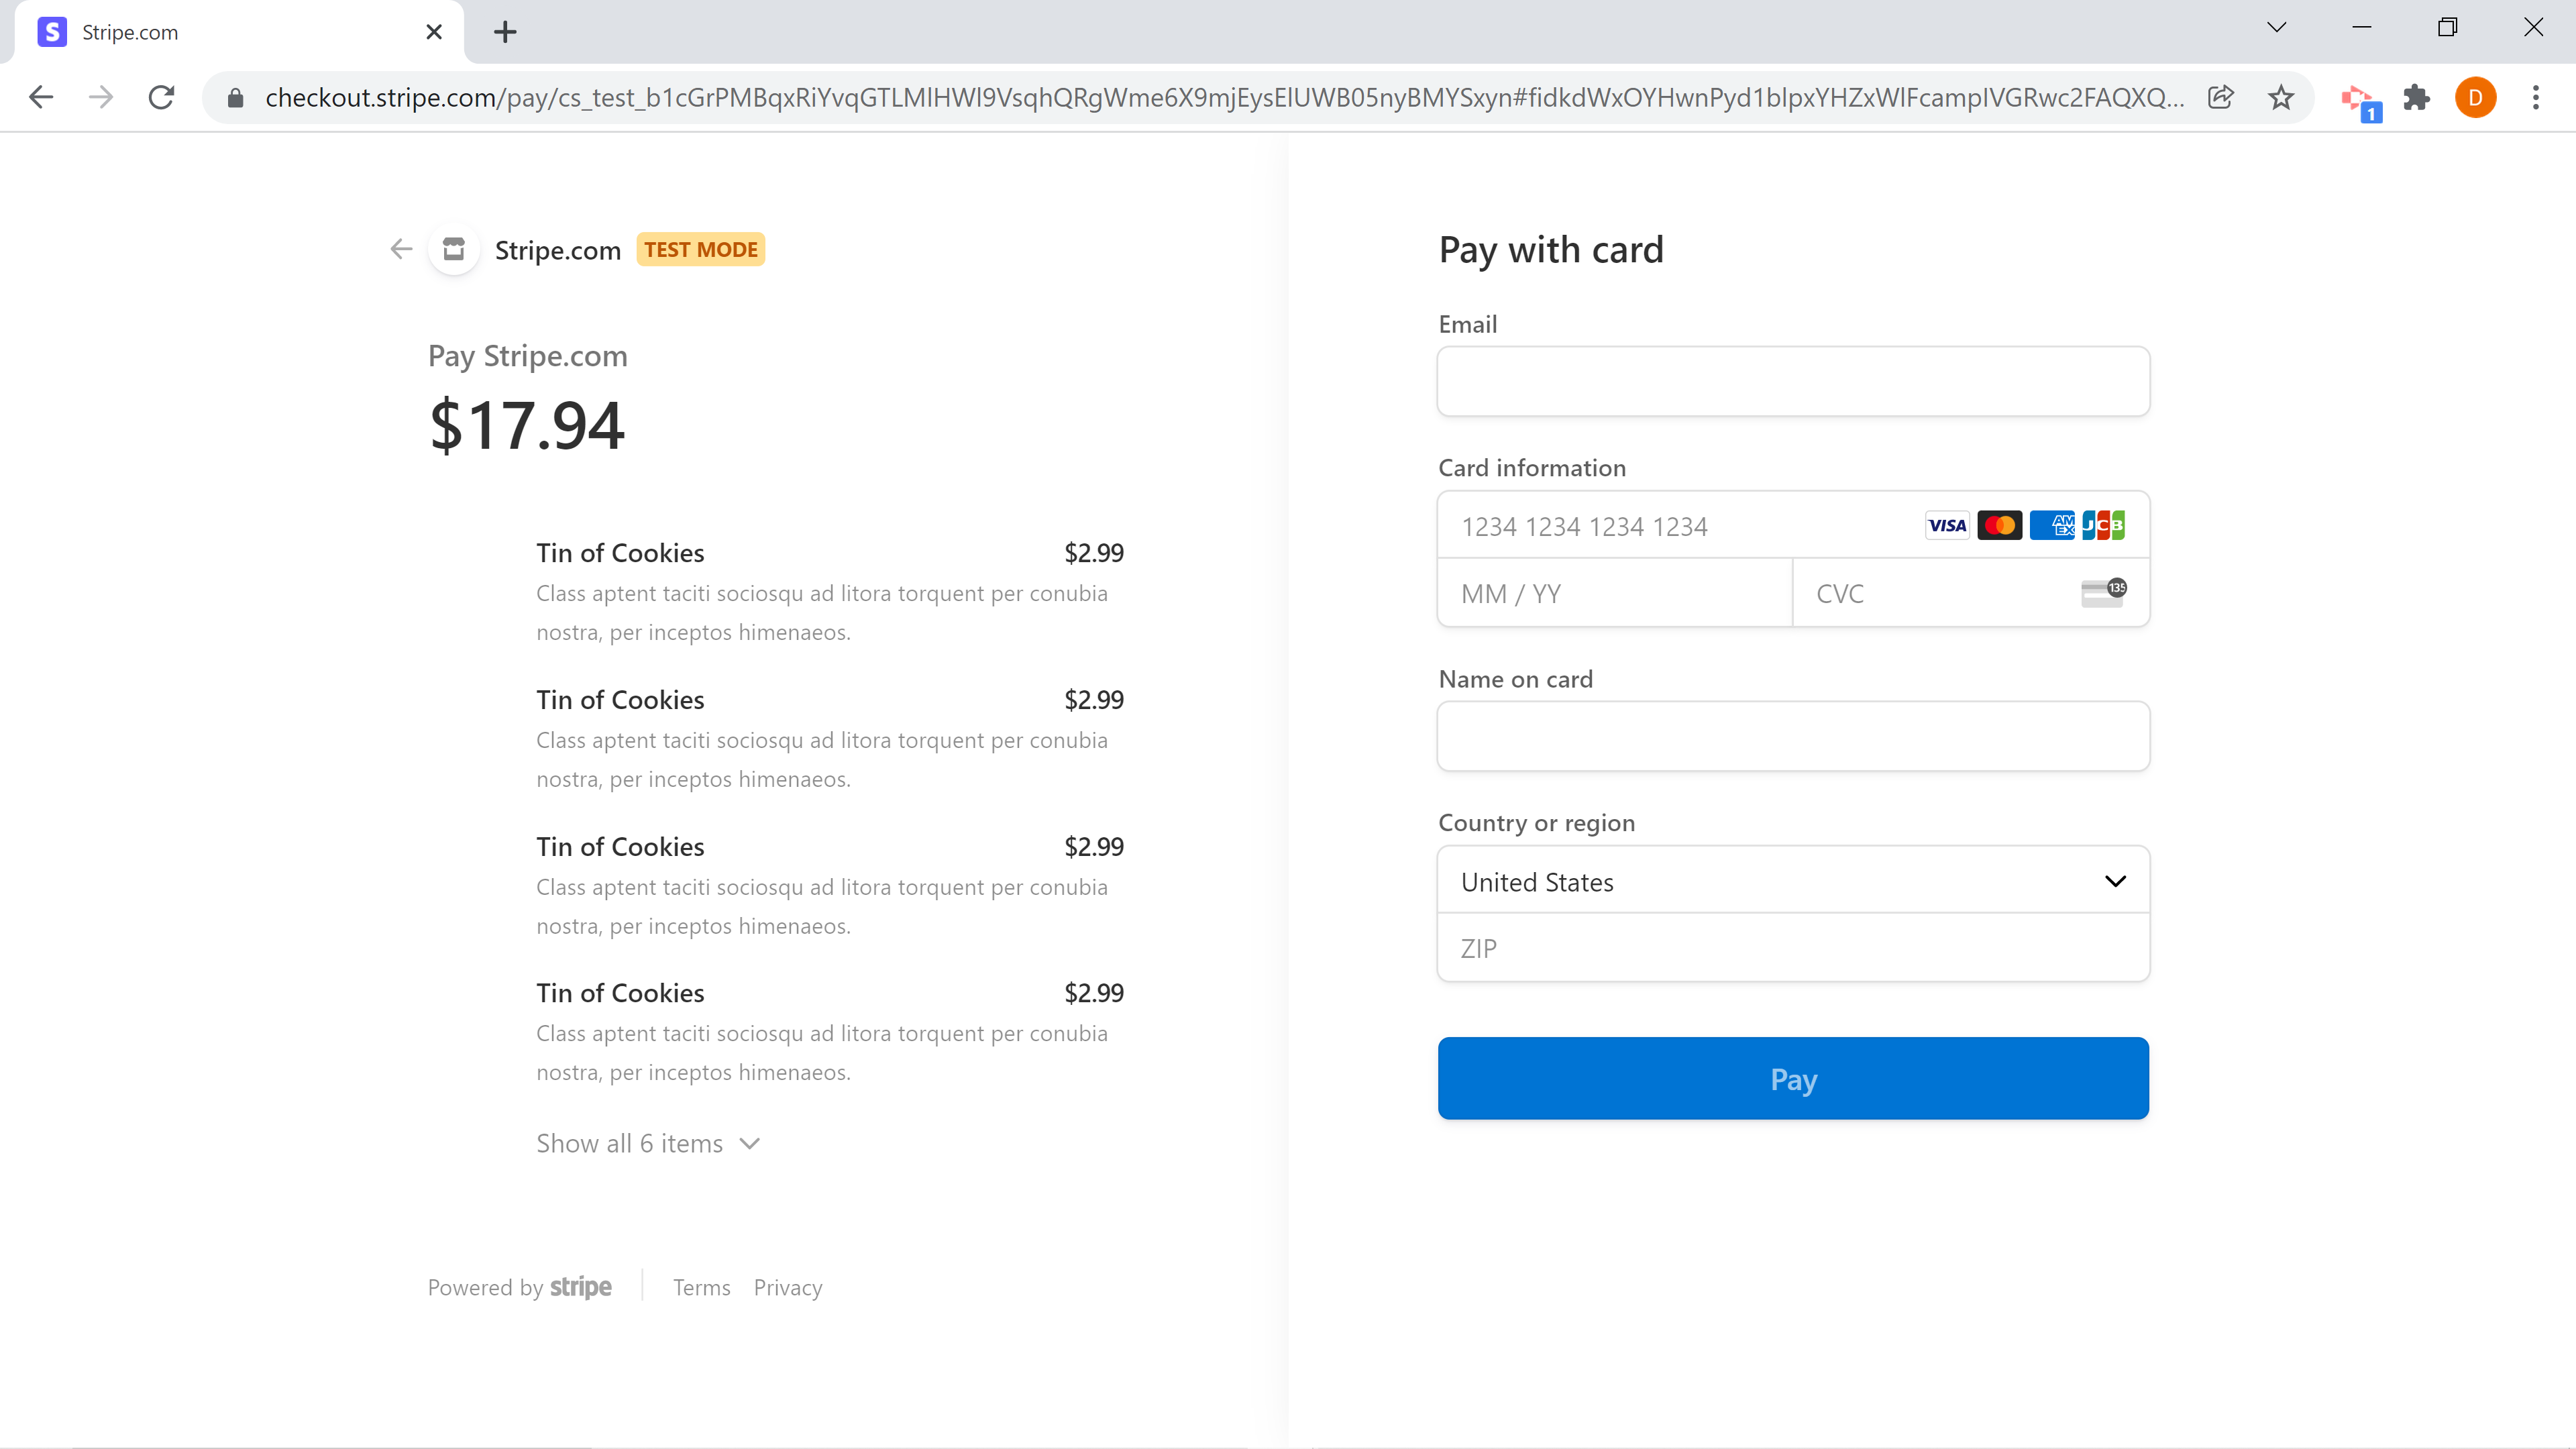 Stripe.com
checkout.stripe.com/pay/cs_test_b1cGrPMBqxRiYvqGTLMlHWl9VsqhQRgWme6X9mjEysElUWB05nyBMYSxyn#fidkdWxOYHwnPyd1blpxYHZxWlFcamplVGRwc2FAQXQ...
1
D
Stripe.com TEST MODE
Pay Stripe.com
$17.94
Tin of Cookies $2.99
Class aptent taciti sociosqu ad litora torquent per conubia
nostra, per inceptos himenaeos.
Tin of Cookies $2.99
Class aptent taciti sociosqu ad litora torquent per conubia
nostra, per inceptos himenaeos.
Tin of Cookies $2.99
Class aptent taciti sociosqu ad litora torquent per conubia
nostra, per inceptos himenaeos.
Tin of Cookies $2.99
Class aptent taciti sociosqu ad litora torquent per conubia
nostra, per inceptos himenaeos.
Show all 6 items
Powered by stripe Terms Privacy
Pay with card
Email
Card information
1234 1234 1234 1234 VISA AMEX JCB
MM / YY CVC 135
Name on card
Country or region
United States
ZIP
Pay